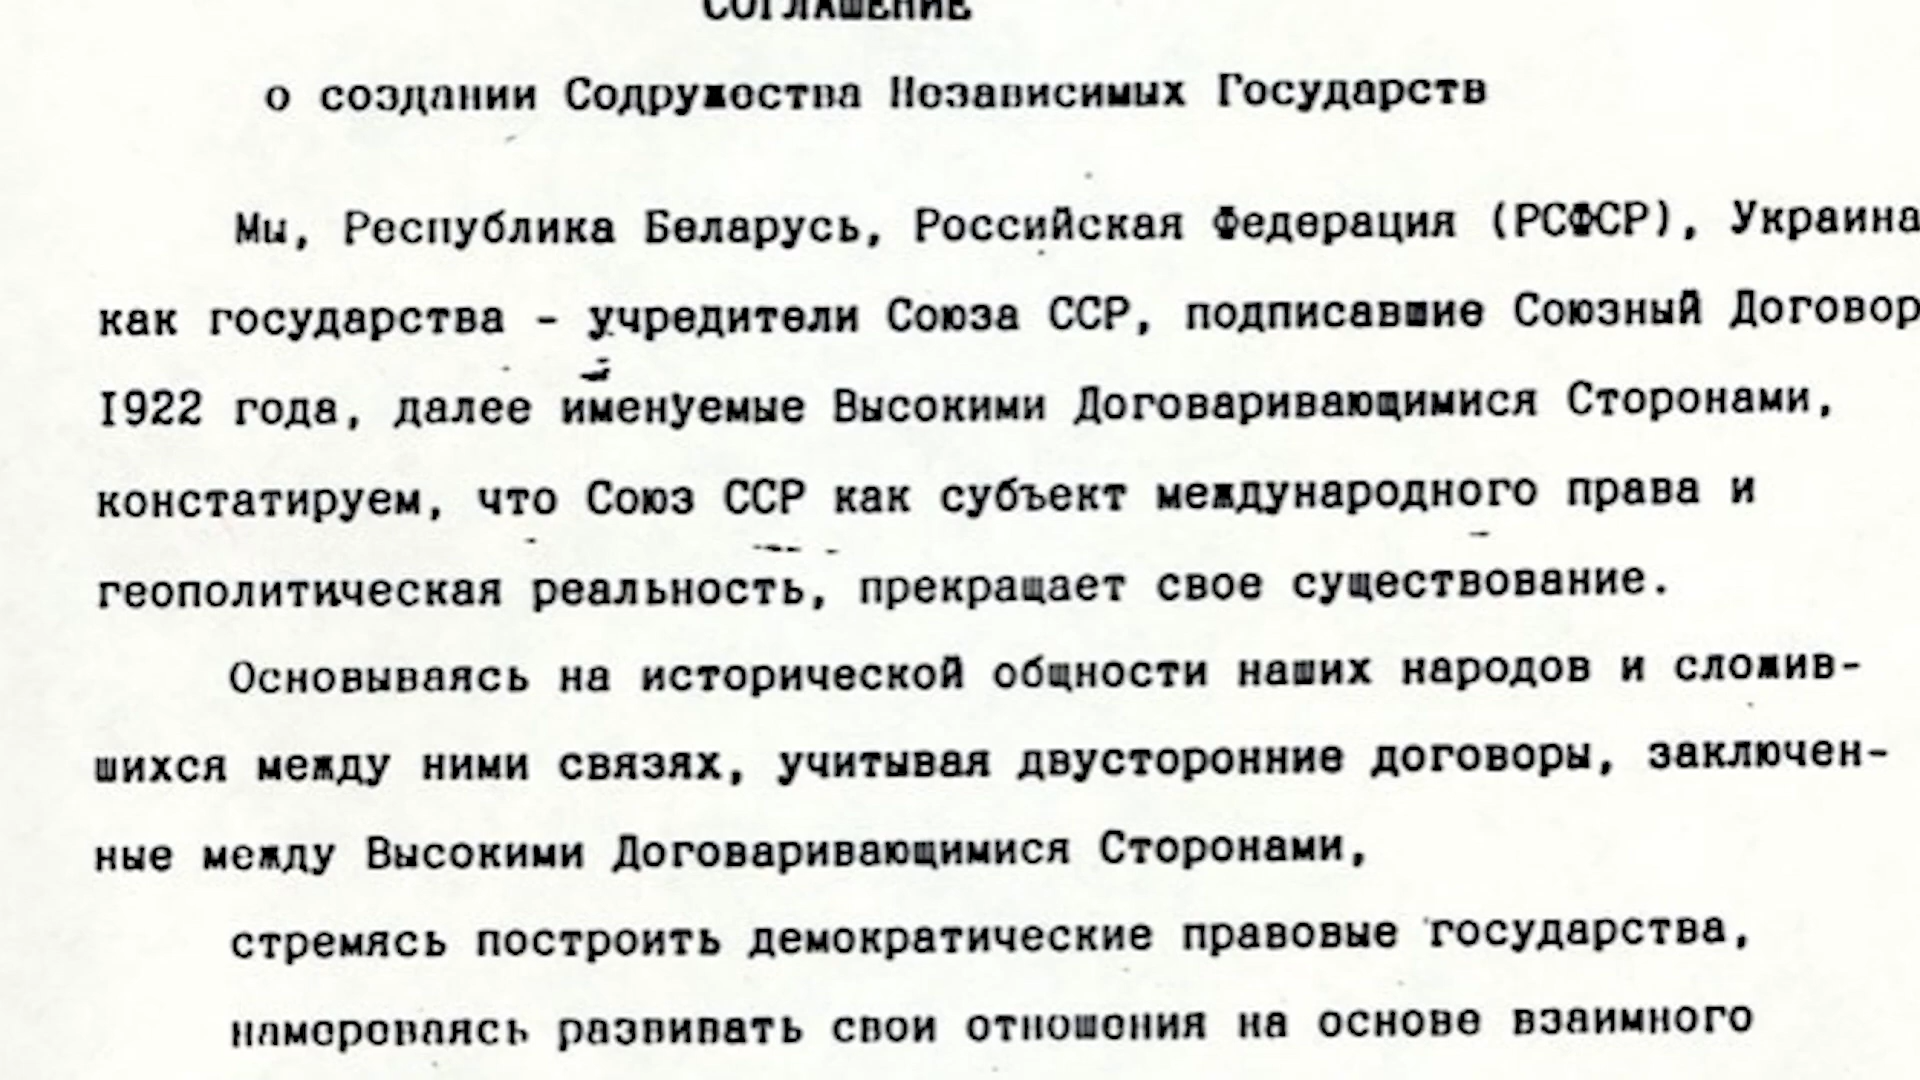 СОГЛАШЕНИЕ
о создании Содружества Независимых Государств
Мы, Республика Беларусь, Российская Федерация (РСФСР), Украина
как государства - учредители Союза ССР, подписавшие Союзный Договор
1922 года, далее именуемые Высокими Договаривающимися Сторонами,
констатируем, что Союз ССР как субъект международного права и
геополитическая реальность, прекращает свое существование.
Основываясь на исторической общности наших народов и сложив-
шихся между ними связях, учитывая двусторонние договоры, заключен-
ные между Высокими Договаривающимися Сторонами,
стремясь построить демократические правовые государства,
намереваясь развивать свои отношения на основе взаимного